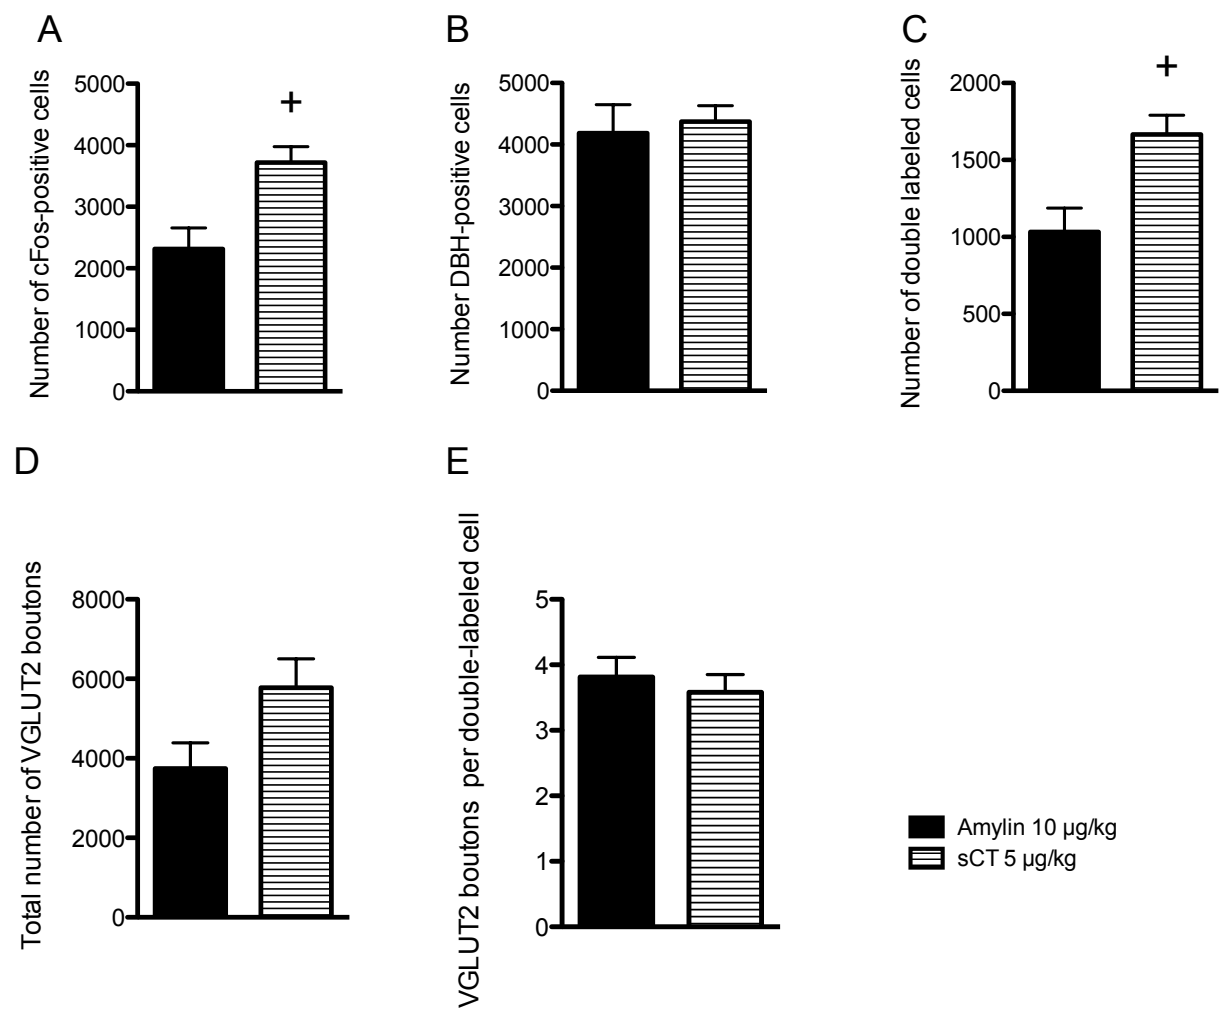 A
B
C
Number of cFos-positive cells
5000
4000
3000
2000
1000
0
+
Number DBH-positive cells
5000
4000
3000
2000
1000
0
Number of double labeled cells
2000
1500
1000
500
0
+
D
E
Total number of VGLUT2 boutons
8000
6000
4000
2000
0
VGLUT2 boutons per double-labeled cell
5
4
3
2
1
0
Amylin 10 µg/kg
sCT 5 µg/kg